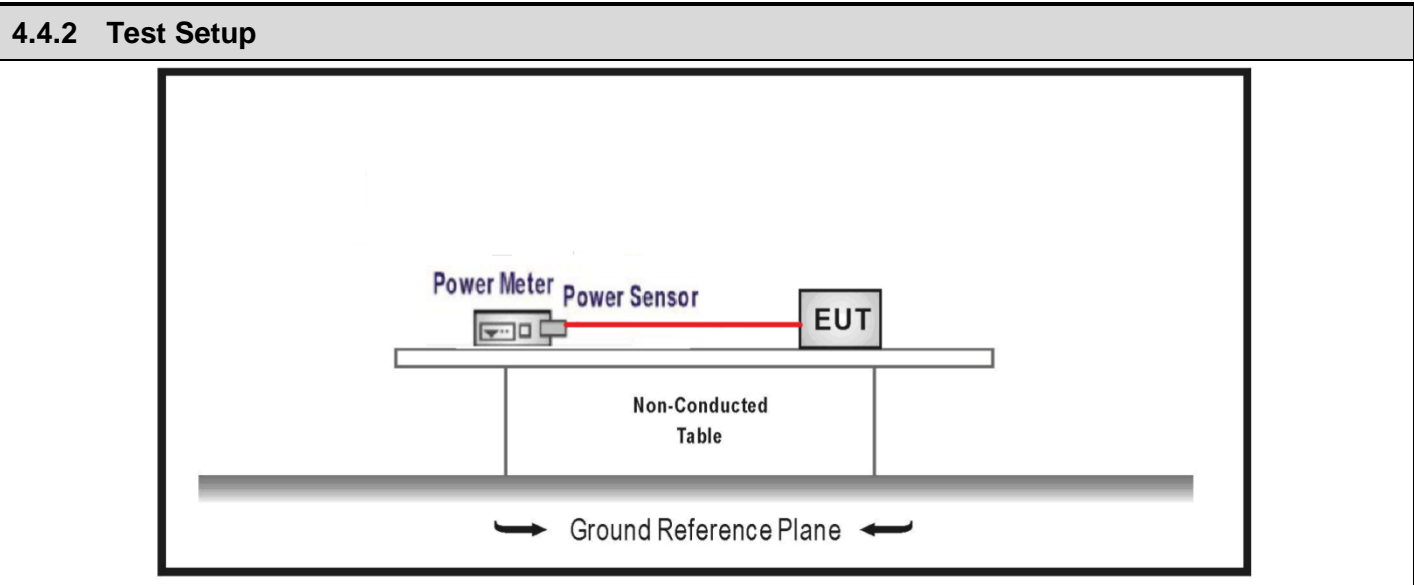 4.4.2 Test Setup
Power Meter
Power Sensor
EUT
Non-Conducted
Table
Ground Reference Plane